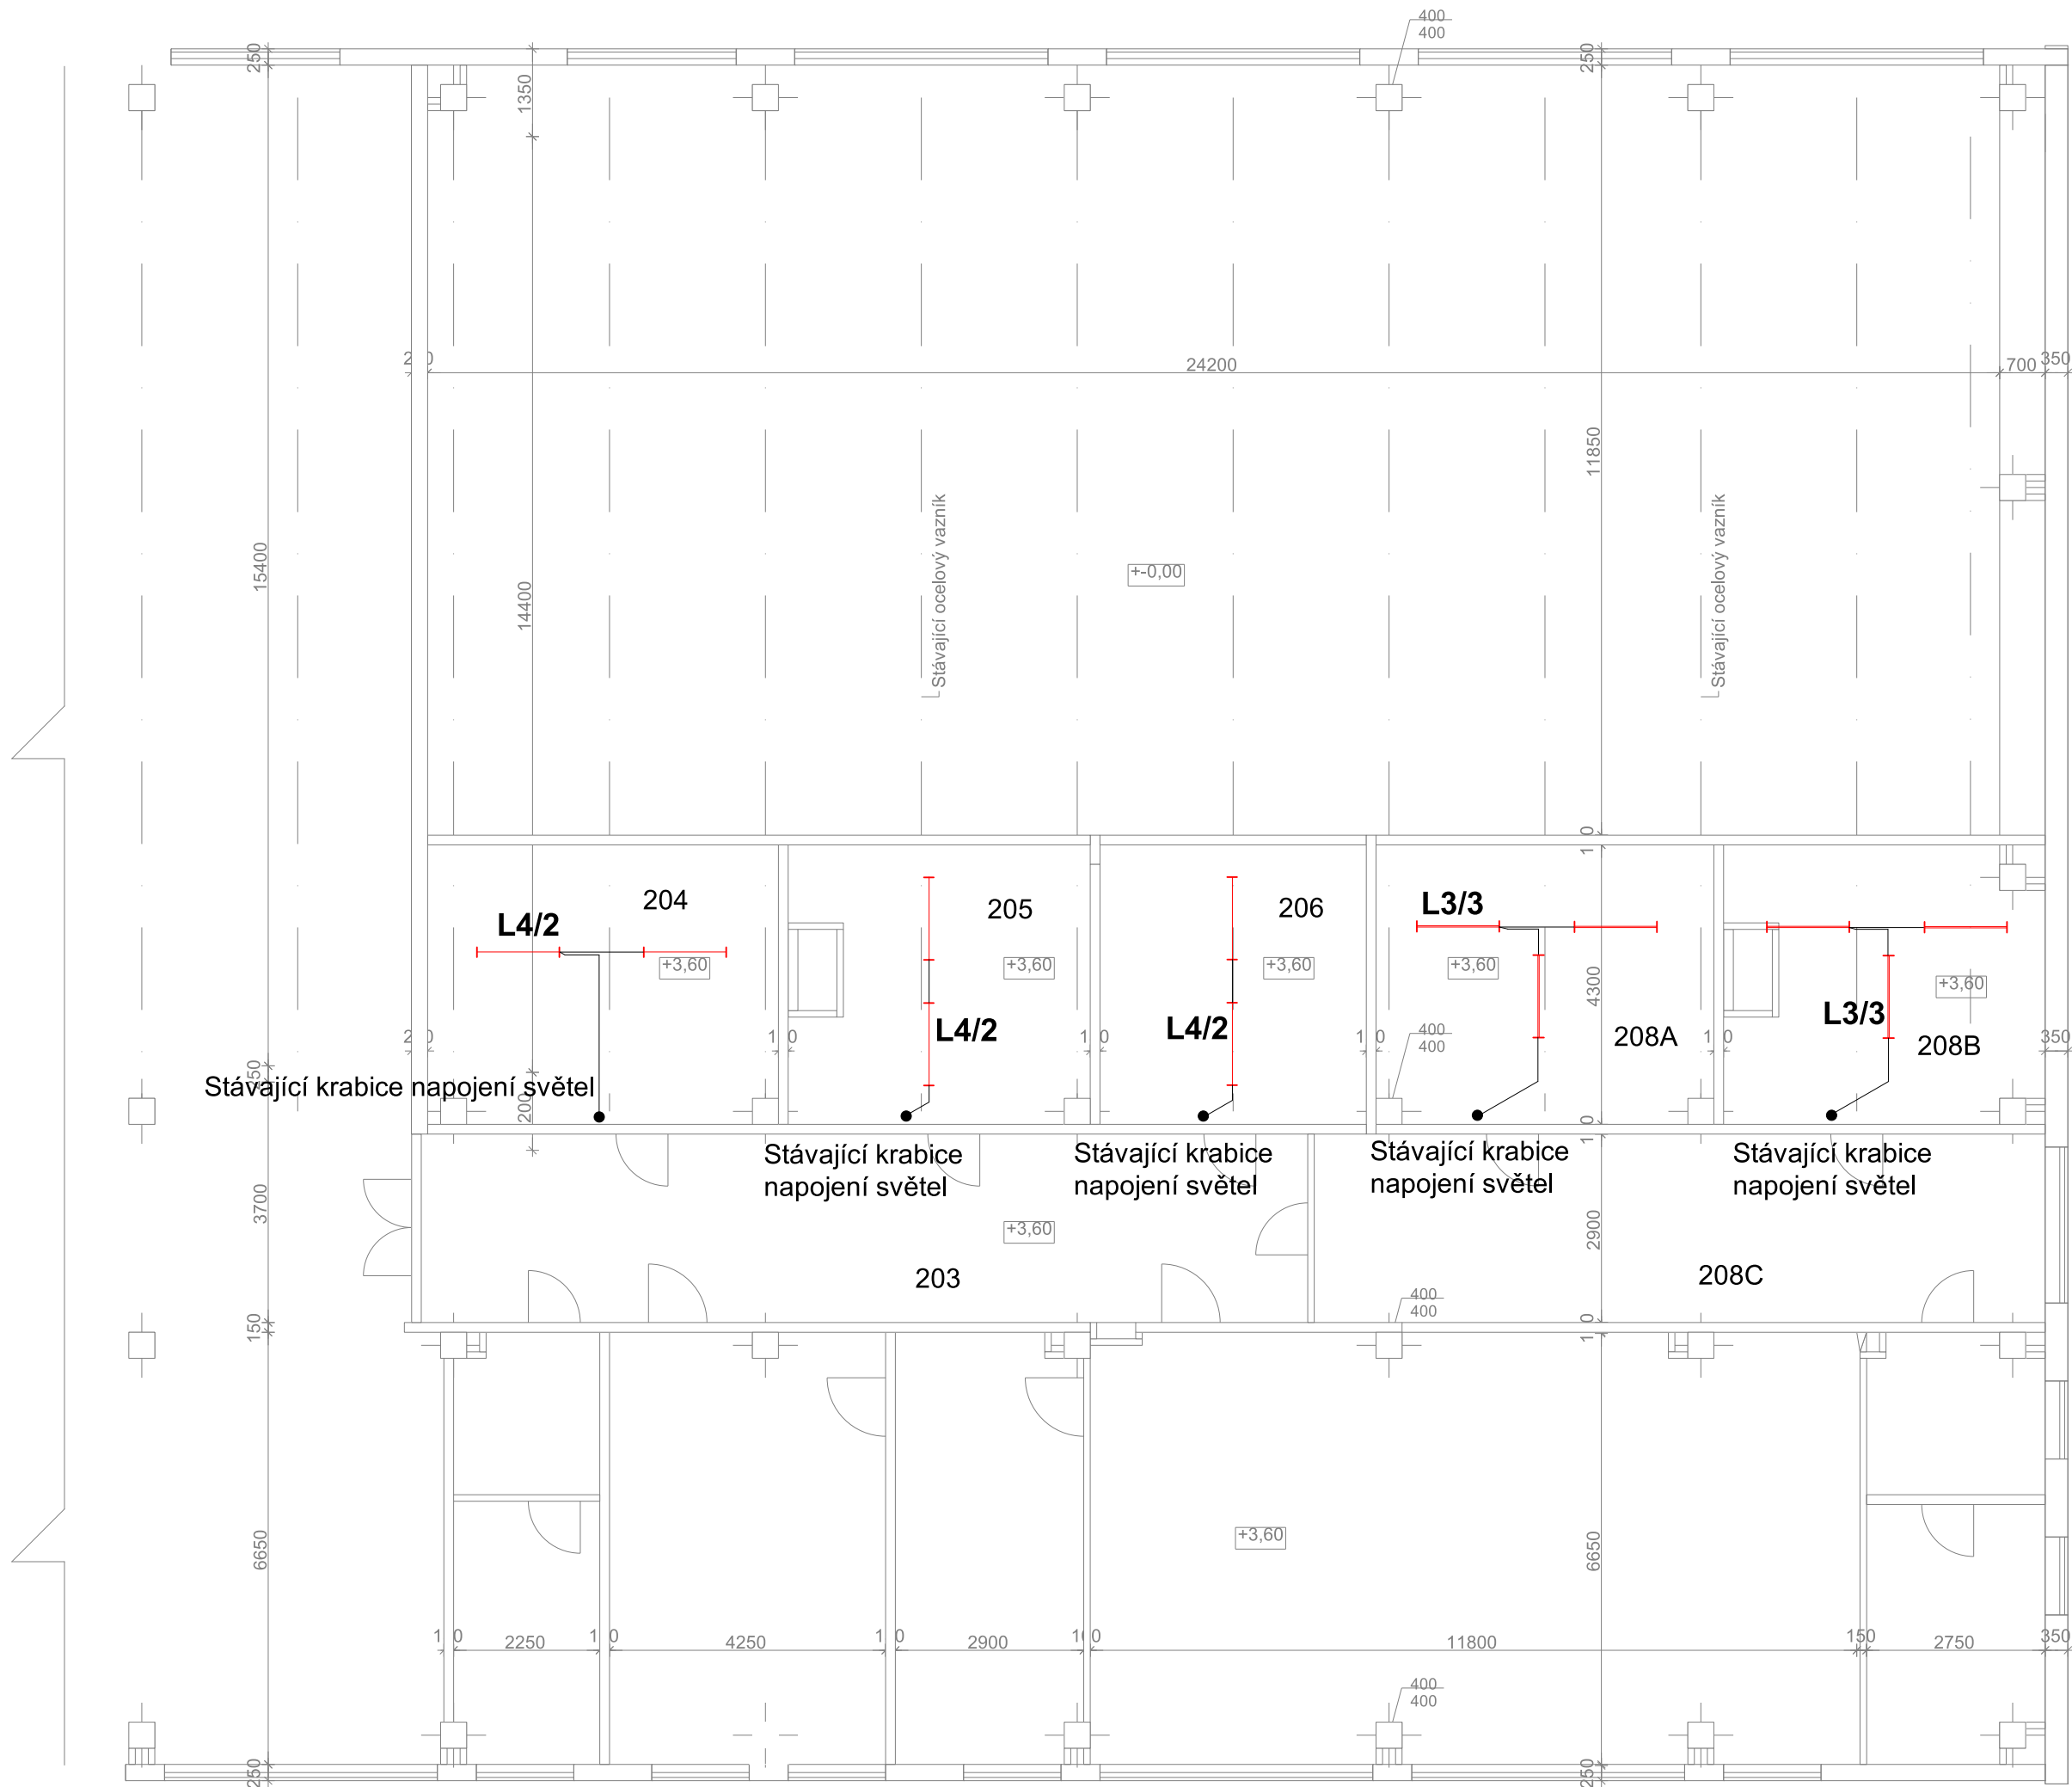 400
400
250
1350
250
24200
700
350
11850
15400
14400
Stávající ocelový vazník
Stávající ocelový vazník
+-0,00
204
205
206
L3/3
L4/2
+3,60
+3,60
+3,60
+3,60
+3,60
4300
L4/2
L4/2
L3/3
208A
208B
400
400
350
Stávající krabice napojení světel
200
Stávající krabice
napojení světel
Stávající krabice
napojení světel
Stávající krabice
napojení světel
Stávající krabice
napojení světel
3700
+3,60
2900
203
208C
400
400
150
6650
+3,60
6650
2250
4250
2900
11800
150
2750
350
400
400
250
250